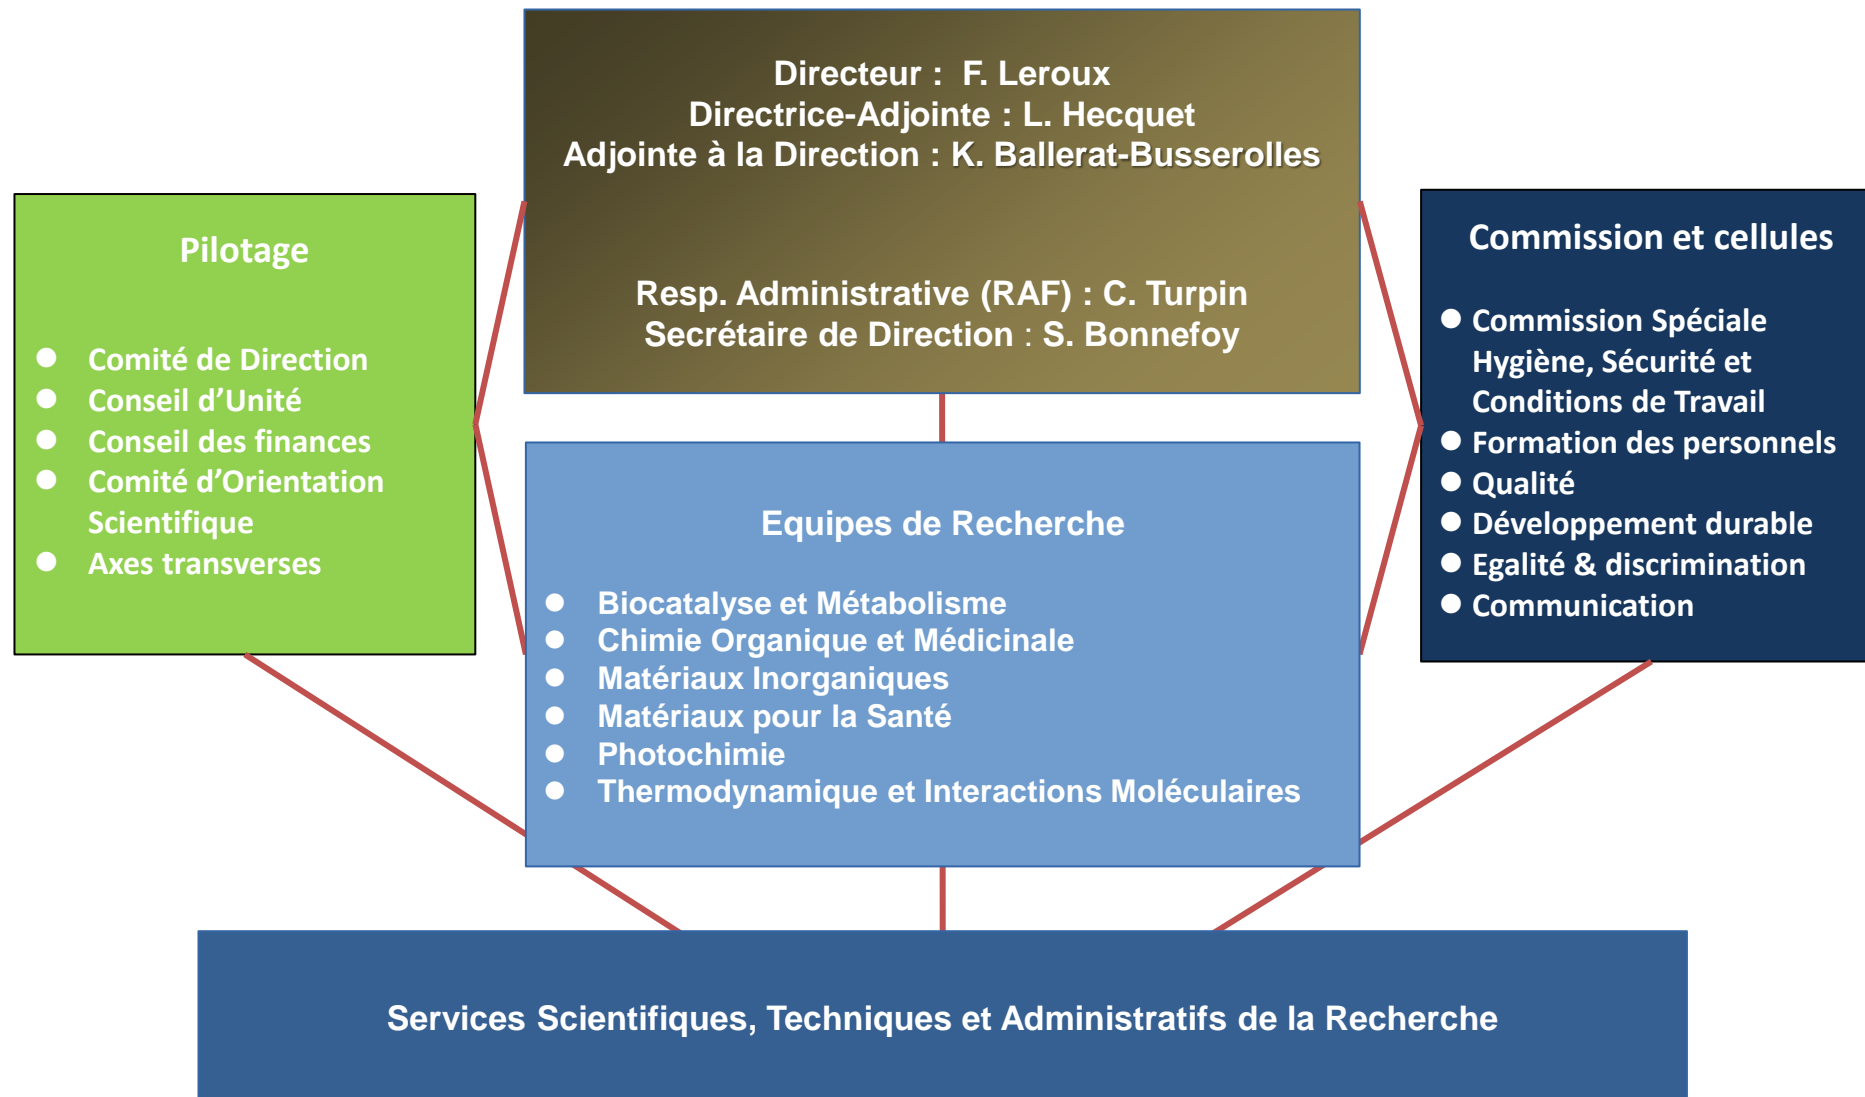 Directeur :  F. Leroux
Directrice-Adjointe : L. Hecquet
Adjointe à la Direction : K. Ballerat-Busserolles
Resp. Administrative (RAF) : C. Turpin
Secrétaire de Direction : S. Bonnefoy
Pilotage
● Comité de Direction
● Conseil d’Unité
● Conseil des finances
● Comité d’Orientation
Scientifique
● Axes transverses
Commission et cellules
● Commission Spéciale
Hygiène, Sécurité et
Conditions de Travail
● Formation des personnels
● Qualité
● Développement durable
● Egalité & discrimination
● Communication
Equipes de Recherche
● Biocatalyse et Métabolisme
● Chimie Organique et Médicinale
● Matériaux Inorganiques
● Matériaux pour la Santé
● Photochimie
● Thermodynamique et Interactions Moléculaires
Services Scientifiques, Techniques et Administratifs de la Recherche